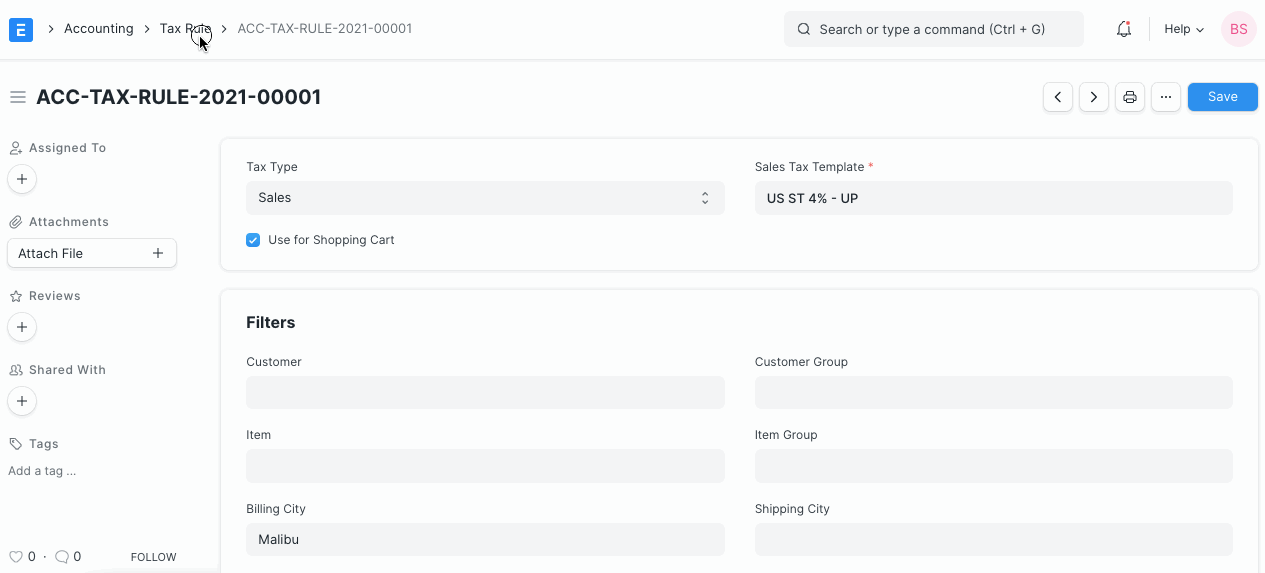 E > Accounting > Tax Rule > ACC-TAX-RULE-2021-00001
Search or type a command (Ctrl + G)
Help
BS
ACC-TAX-RULE-2021-00001
Save
Assigned To
Attachments
Attach File
Reviews
Shared With
Tags
Add a tag ...
0 · 0 FOLLOW
Tax Type
Sales
Sales Tax Template *
US ST 4% - UP
Use for Shopping Cart
Filters
Customer
Customer Group
Item
Item Group
Billing City
Malibu
Shipping City